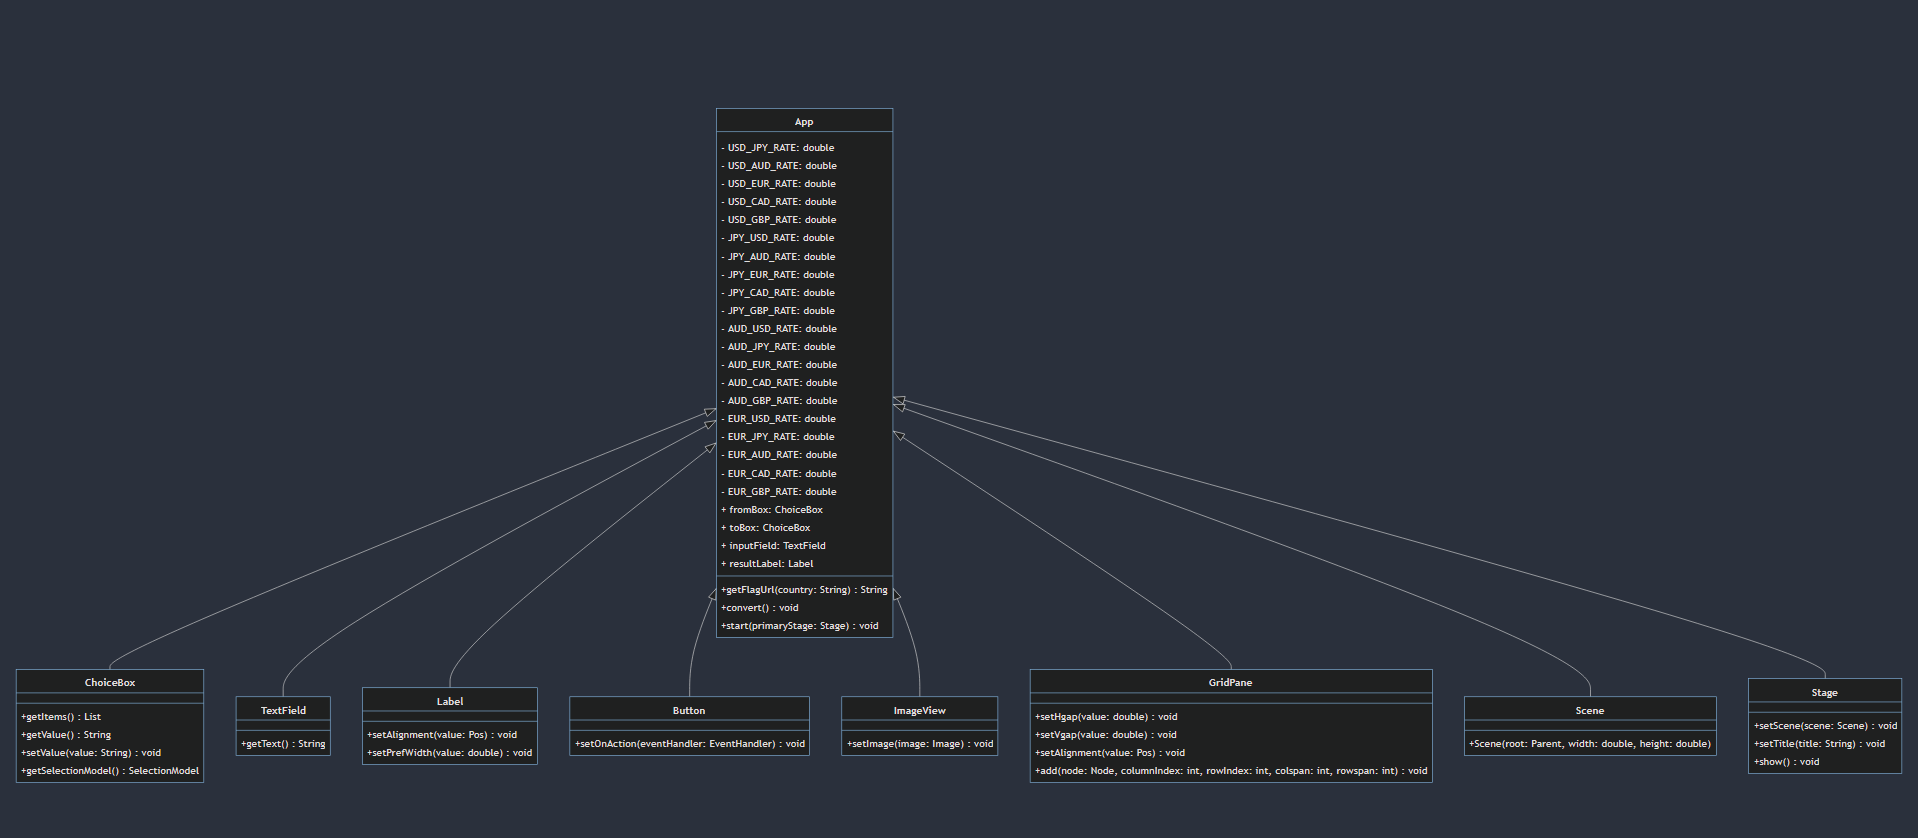 App
- USD_JPY_RATE: double
- USD_AUD_RATE: double
- USD_EUR_RATE: double
- USD_CAD_RATE: double
- USD_GBP_RATE: double
- JPY_USD_RATE: double
- JPY_AUD_RATE: double
- JPY_EUR_RATE: double
- JPY_CAD_RATE: double
- JPY_GBP_RATE: double
- AUD_USD_RATE: double
- AUD_JPY_RATE: double
- AUD_EUR_RATE: double
- AUD_CAD_RATE: double
- AUD_GBP_RATE: double
- EUR_USD_RATE: double
- EUR_JPY_RATE: double
- EUR_AUD_RATE: double
- EUR_CAD_RATE: double
- EUR_GBP_RATE: double
+ fromBox: ChoiceBox
+ toBox: ChoiceBox
+ inputField: TextField
+ resultLabel: Label
+getFlagUrl(country: String) : String
+convert() : void
+start(primaryStage: Stage) : void
ChoiceBox
+getItems() : List
+getValue() : String
+setValue(value: String) : void
+getSelectionModel() : SelectionModel
TextField
+getText() : String
Label
+setAlignment(value: Pos) : void
+setPrefWidth(value: double) : void
Button
+setOnAction(eventHandler: EventHandler) : void
ImageView
+setImage(image: Image) : void
GridPane
+setHgap(value: double) : void
+setVgap(value: double) : void
+setAlignment(value: Pos) : void
+add(node: Node, columnIndex: int, rowIndex: int, colspan: int, rowspan: int) : void
Scene
+Scene(root: Parent, width: double, height: double)
Stage
+setScene(scene: Scene) : void
+setTitle(title: String) : void
+show() : void